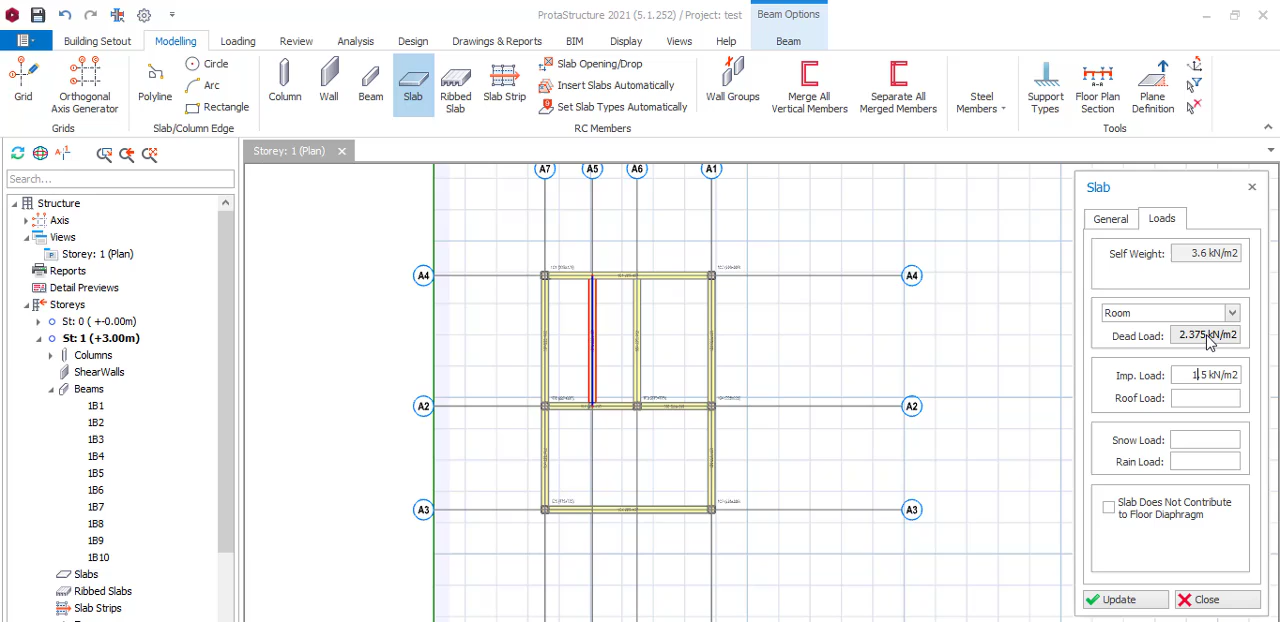 ProtaStructure 2021 (5.1.252) / Project: test
Beam Options
Building Setout
Modelling
Loading
Review
Analysis
Design
Drawings & Reports
BIM
Display
Views
Help
Beam
Grid
Orthogonal
Axis Generator
Grids
Polyline
Circle
Arc
Rectangle
Slab/Column Edge
Column
Wall
Beam
Slab
Ribbed
Slab
Slab Strip
Slab Opening/Drop
Insert Slabs Automatically
Set Slab Types Automatically
RC Members
Wall Groups
Merge All
Vertical Members
Separate All
Merged Members
Steel
Members
Support
Types
Floor Plan
Section
Plane
Definition
Tools
Search...
Structure
Axis
Views
Storey: 1 (Plan)
Reports
Detail Previews
Storeys
St: 0 ( +-0.00m)
St: 1 (+3.00m)
Columns
ShearWalls
Beams
1B1
1B2
1B3
1B4
1B5
1B6
1B7
1B8
1B9
1B10
Slabs
Ribbed Slabs
Slab Strips
Storey: 1 (Plan)
A7
A5
A6
A1
A4
A4
A2
A2
A3
A3
Slab
General
Loads
Self Weight: 3.6 kN/m2
Room
Dead Load: 2.375 kN/m2
Imp. Load: 1.5 kN/m2
Roof Load:
Snow Load:
Rain Load:
Slab Does Not Contribute
to Floor Diaphragm
Update
Close